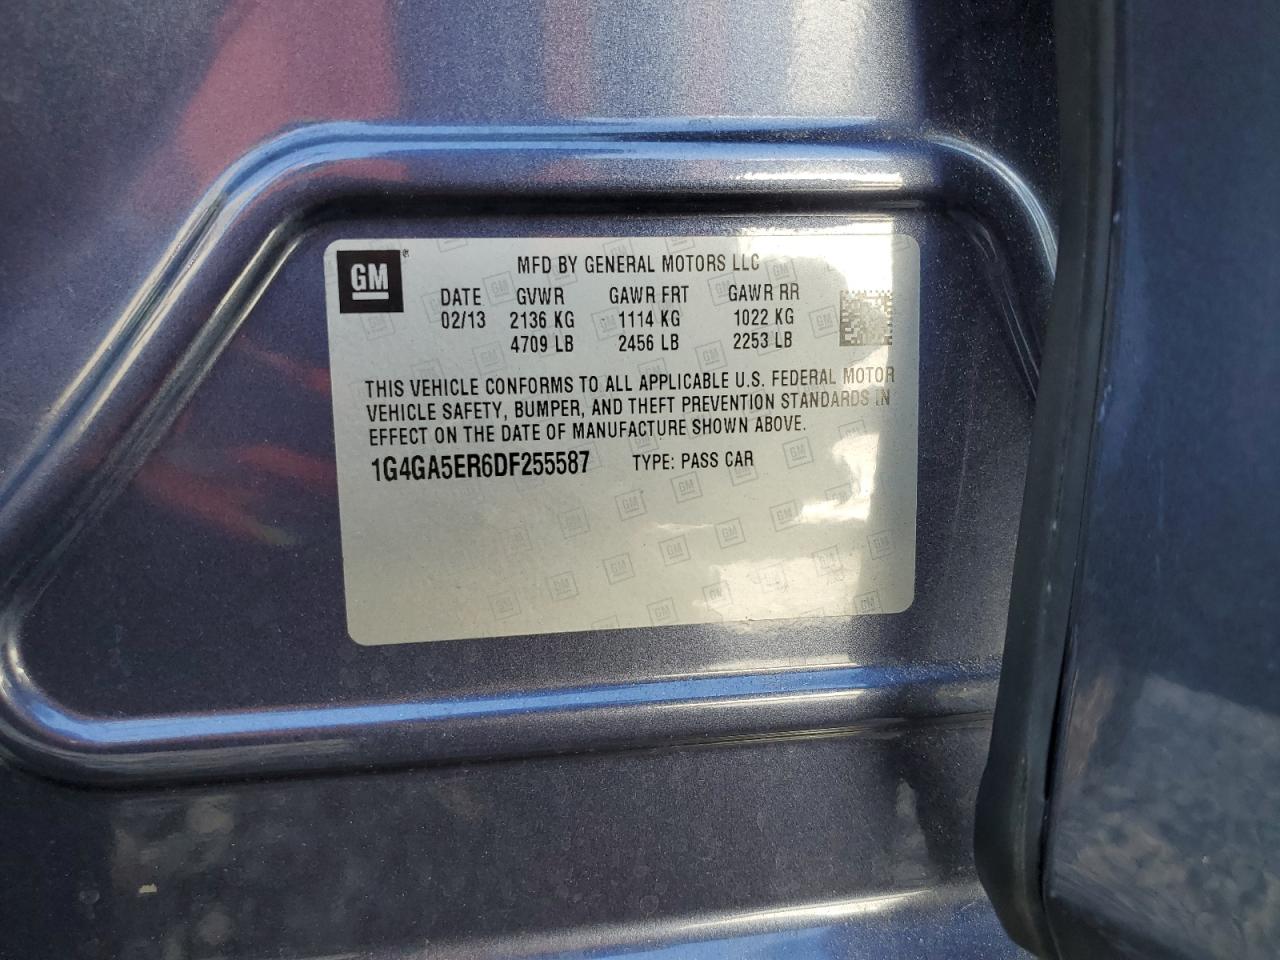 GM ®
MFD BY GENERAL MOTORS LLC
DATE GVWR GAWR FRT GAWR RR
02/13 2136 KG 1114 KG 1022 KG
4709 LB 2456 LB 2253 LB
THIS VEHICLE CONFORMS TO ALL APPLICABLE U.S. FEDERAL MOTOR
VEHICLE SAFETY, BUMPER, AND THEFT PREVENTION STANDARDS IN
EFFECT ON THE DATE OF MANUFACTURE SHOWN ABOVE.
1G4GA5ER6DF255587 TYPE: PASS CAR